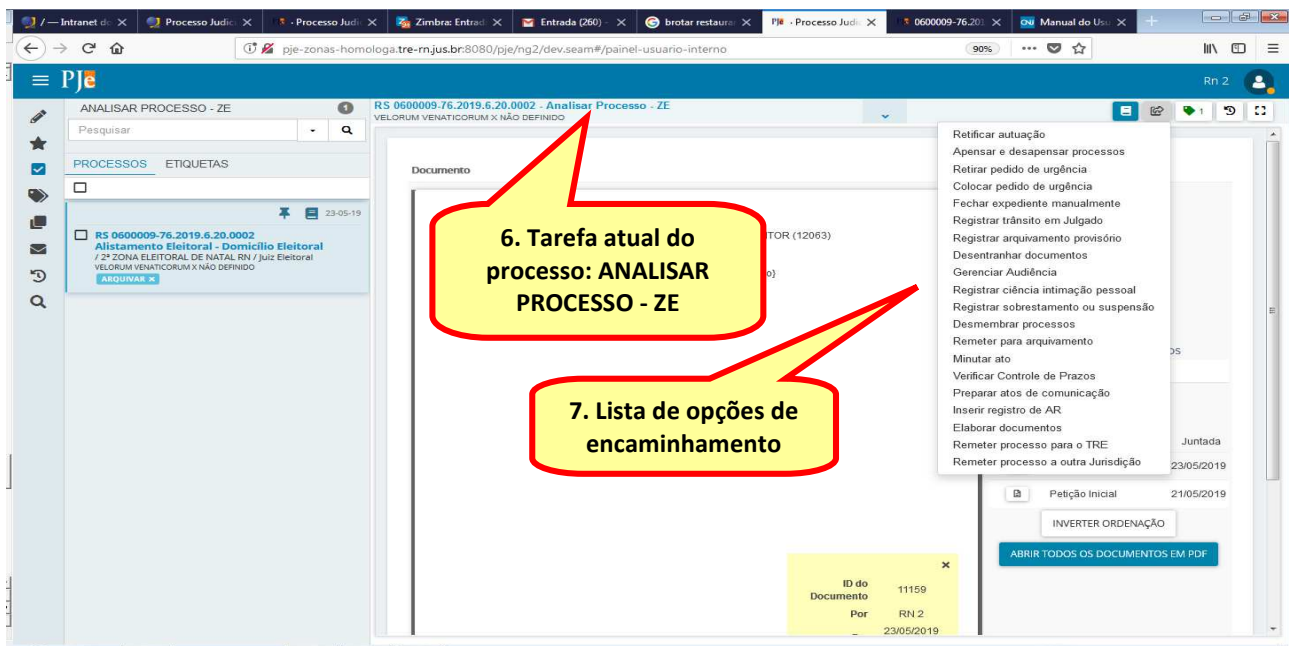 / — Intranet de
Processo Judic
· Processo Judi
Zimbra: Entrad
Entrada (260) -
brotar restaura
PJe · Processo Judi
0600009-76.201
Manual do Usu
pje-zonas-homologa.tre-rn.jus.br:8080/pje/ng2/dev.seam#/painel-usuario-interno
90%
PJe
Rn 2
ANALISAR PROCESSO - ZE
1
Pesquisar
PROCESSOS ETIQUETAS
23-05-19
RS 0600009-76.2019.6.20.0002
Alistamento Eleitoral - Domicílio Eleitoral
/ 2ª ZONA ELEITORAL DE NATAL RN / Juiz Eleitoral
VELORUM VENATICORUM X NÃO DEFINIDO
ARQUIVAR ×
RS 0600009-76.2019.6.20.0002 - Analisar Processo - ZE
VELORUM VENATICORUM X NÃO DEFINIDO
1
Documento
TOR (12063)
o}
6. Tarefa atual do
processo: ANALISAR
PROCESSO - ZE
7. Lista de opções de
encaminhamento
Retificar autuação
Apensar e desapensar processos
Retirar pedido de urgência
Colocar pedido de urgência
Fechar expediente manualmente
Registrar trânsito em Julgado
Registrar arquivamento provisório
Desentranhar documentos
Gerenciar Audiência
Registrar ciência intimação pessoal
Registrar sobrestamento ou suspensão
Desmembrar processos
Remeter para arquivamento
Minutar ato
Verificar Controle de Prazos
Preparar atos de comunicação
Inserir registro de AR
Elaborar documentos
Remeter processo para o TRE
Remeter processo a outra Jurisdição
OS
Juntada
23/05/2019
Petição Inicial 21/05/2019
INVERTER ORDENAÇÃO
ABRIR TODOS OS DOCUMENTOS EM PDF
×
ID do
Documento
11159
Por RN 2
23/05/2019